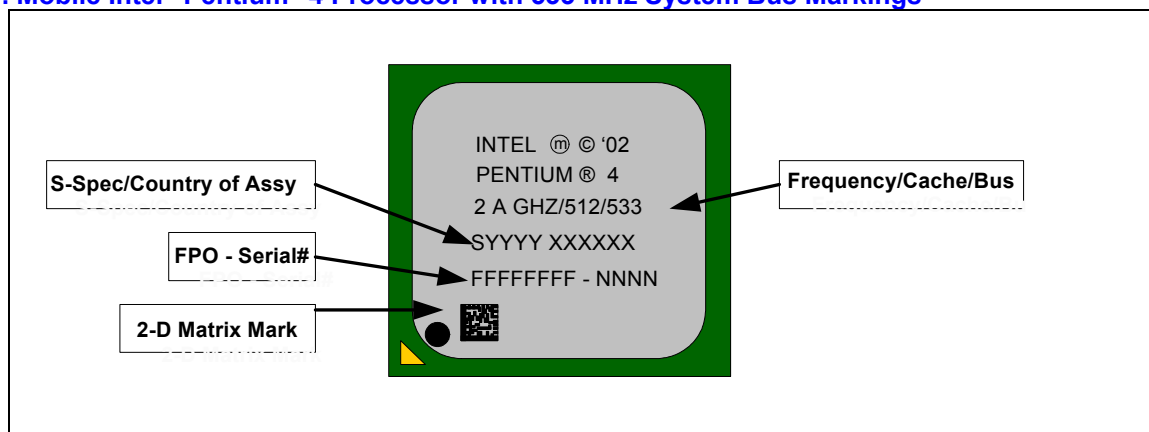 Mobile Intel Pentium 4 Processor with 533 MHz System Bus Markings
INTEL ⓜ © '02
PENTIUM ® 4
2 A GHZ/512/533
SYYYY XXXXXX
FFFFFFFF - NNNN
S-Spec/Country of Assy
FPO - Serial#
2-D Matrix Mark
Frequency/Cache/Bus